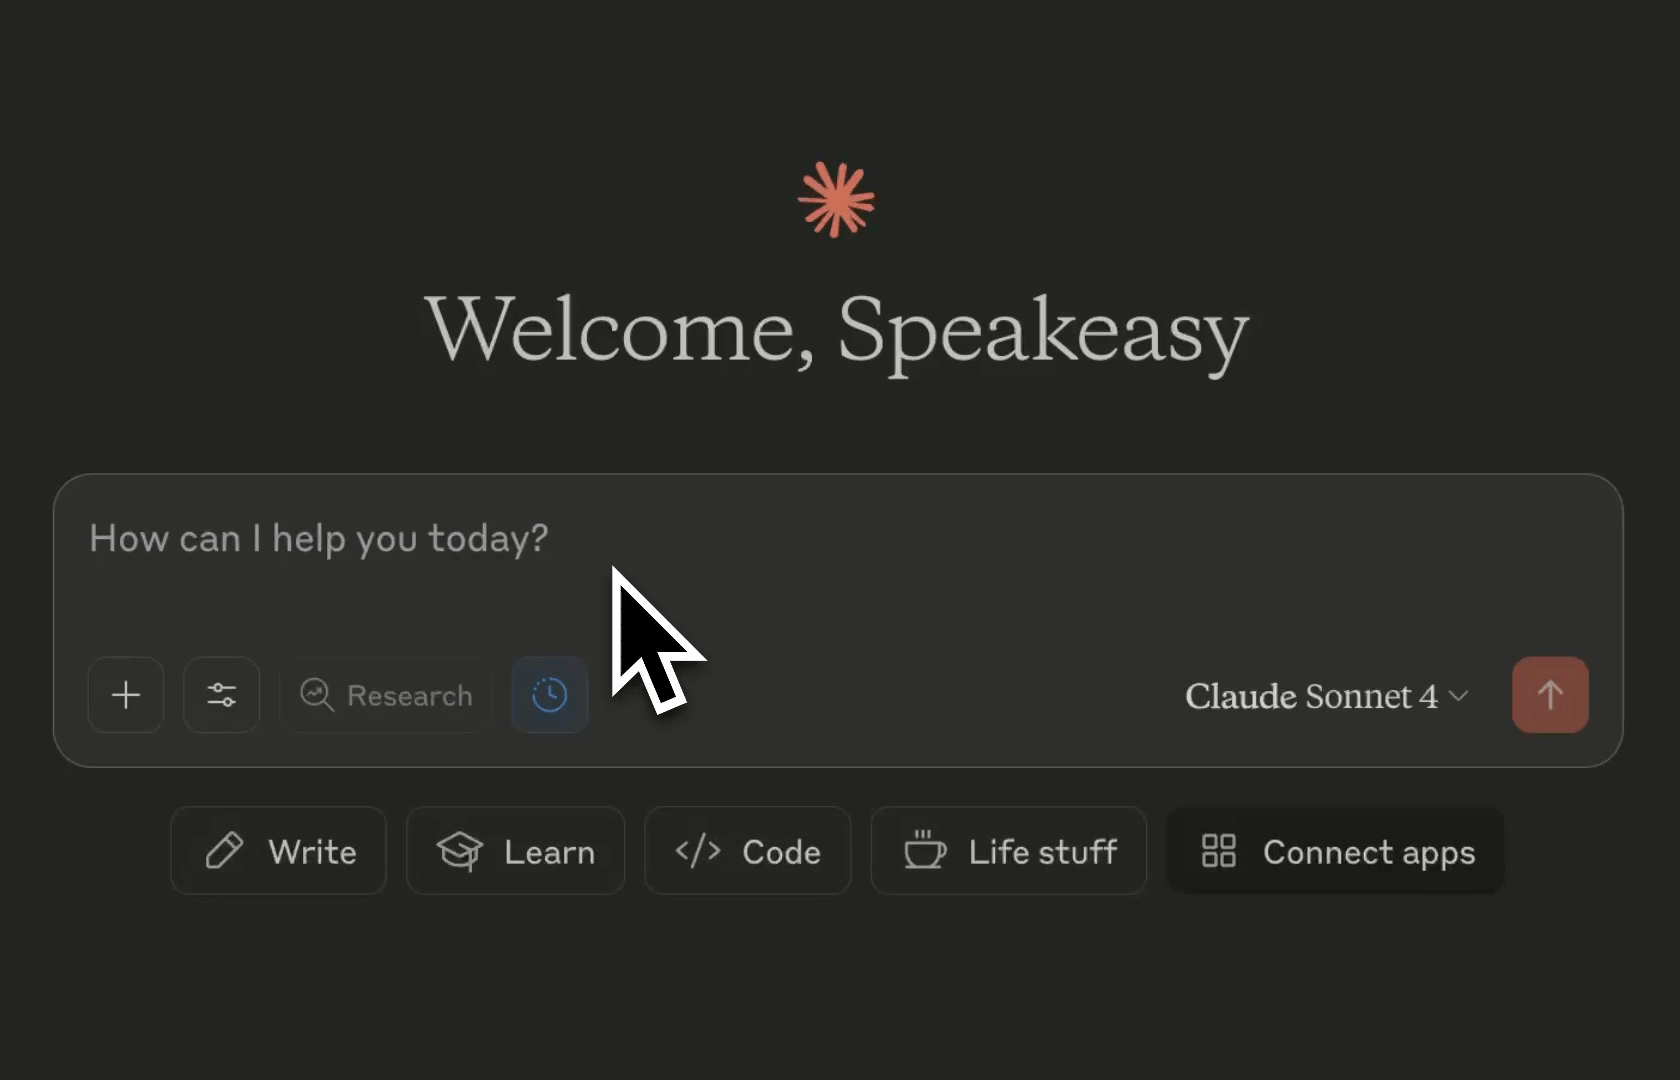 Welcome, Speakeasy
How can I help you today?
Research
Claude Sonnet 4
Write
Learn
</> Code
Life stuff
Connect apps